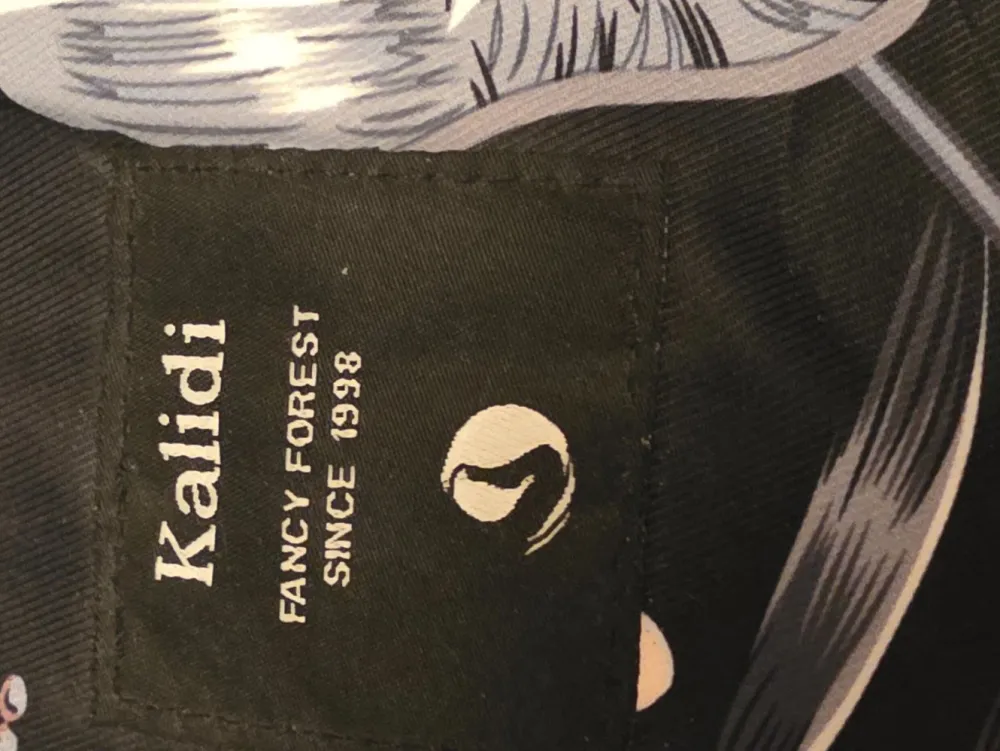 Kalidi
FANCY FOREST
SINCE 1998